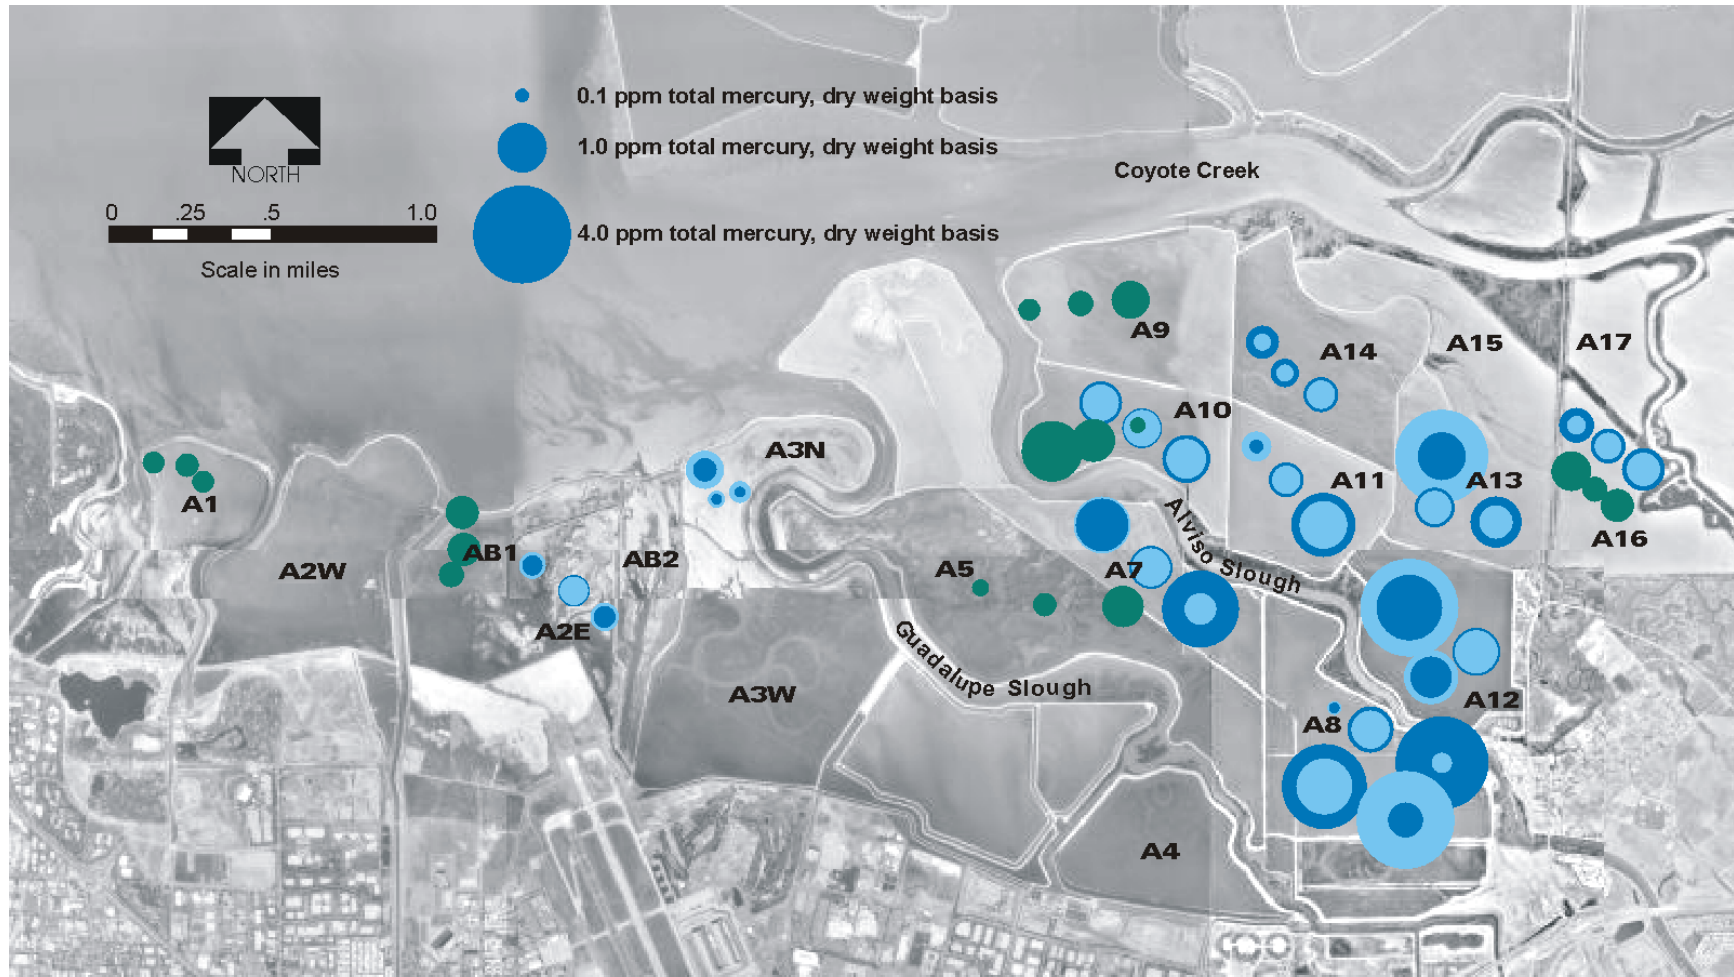 0.1 ppm total mercury, dry weight basis
1.0 ppm total mercury, dry weight basis
NORTH
Coyote Creek
0 .25 .5 1.0
4.0 ppm total mercury, dry weight basis
Scale in miles
A9
A14
A15
A17
A10
A3N
A1
A11
A13
A16
Alviso Slough
AB1
AB2
A2W
A5
A7
A2E
Guadalupe Slough
A3W
A12
A8
A4